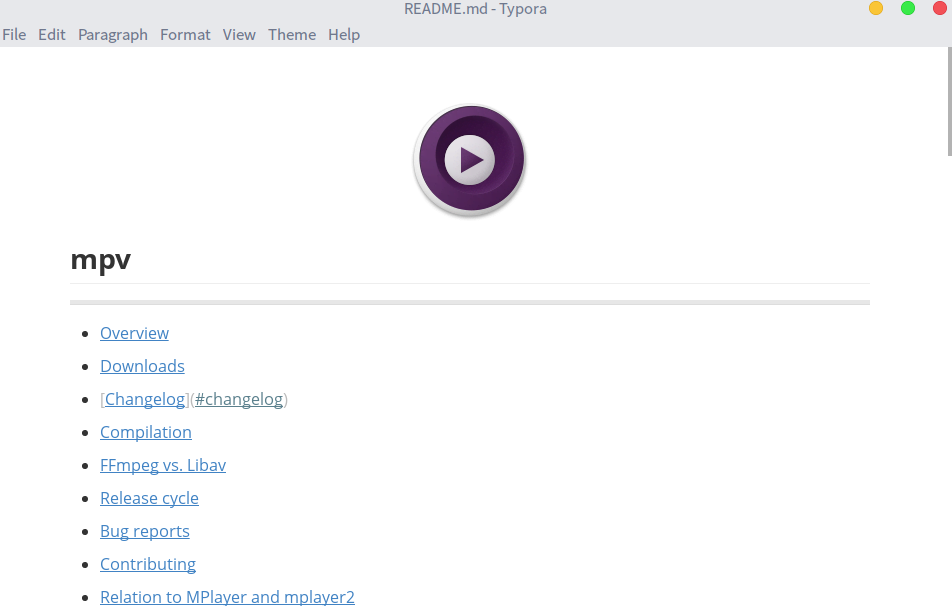 README.md - Typora
File Edit Paragraph Format View Theme Help
mpv
Overview
Downloads
[Changelog](#changelog)
Compilation
FFmpeg vs. Libav
Release cycle
Bug reports
Contributing
Relation to MPlayer and mplayer2